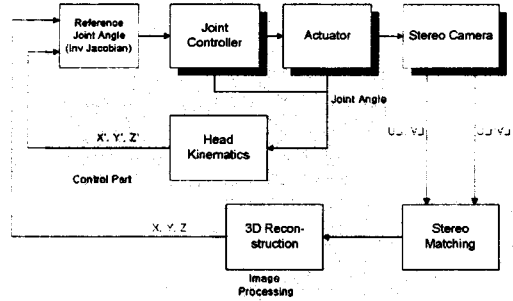 Reference
Joint Angle
(Inv Jacobian)
Joint
Controller
Actuator
Stereo Camera
Joint Angle
X', Y', Z'
Head
Kinematics
Control Part
X, Y, Z
3D Recon-
struction
Stereo
Matching
Image
Processing